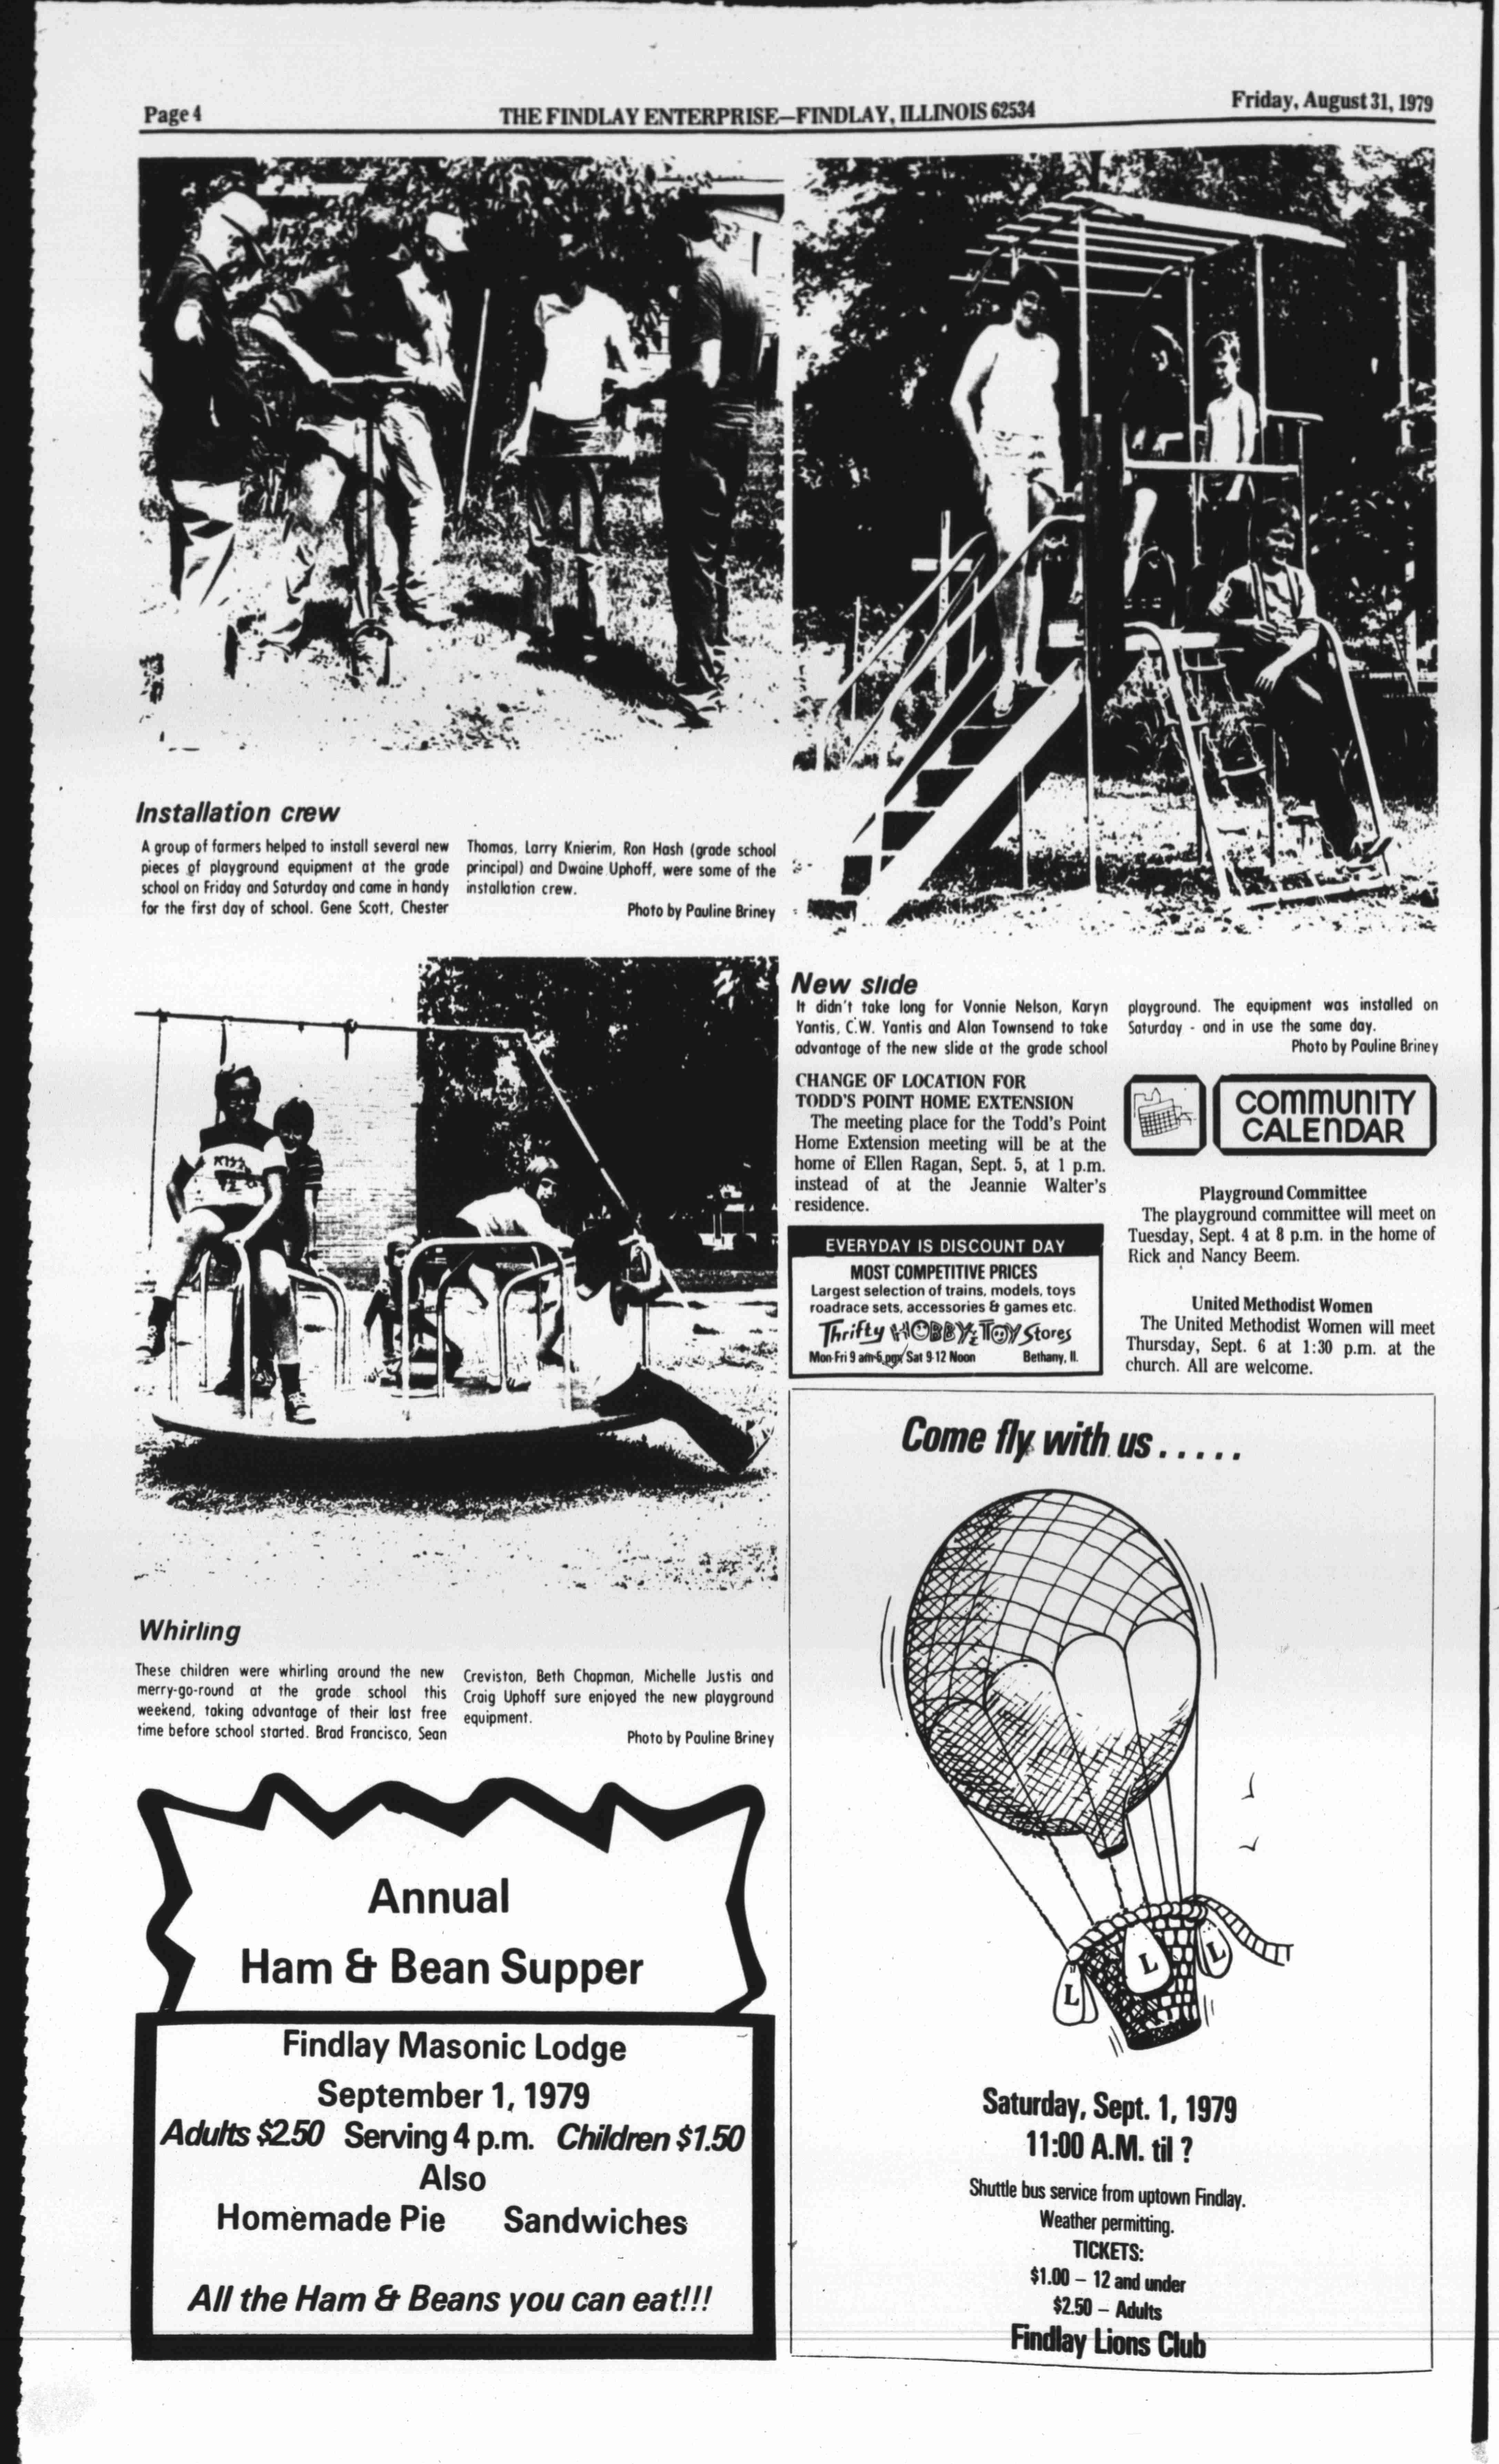 Page 4
THE FINDLAY ENTERPRISE—FINDLAY, ILLINOIS 62534
Friday, August 31, 1979
Installation crew
A group of farmers helped to install several new
pieces of playground equipment at the grade
school on Friday and Saturday and came in handy
for the first day of school. Gene Scott, Chester
Thomas, Larry Knierim, Ron Hash (grade school
principal) and Dwaine Uphoff, were some of the
installation crew.
Photo by Pauline Briney
New slide
It didn't take long for Vonnie Nelson, Karyn
Yantis, C.W. Yantis and Alan Townsend to take
advantage of the new slide at the grade school
playground. The equipment was installed on
Saturday - and in use the same day.
Photo by Pauline Briney
KISS
Whirling
These children were whirling around the new
merry-go-round at the grade school this
weekend, taking advantage of their last free
time before school started. Brad Francisco, Sean
Creviston, Beth Chapman, Michelle Justis and
Craig Uphoff sure enjoyed the new playground
equipment.
Photo by Pauline Briney
CHANGE OF LOCATION FOR
TODD'S POINT HOME EXTENSION
The meeting place for the Todd's Point
Home Extension meeting will be at the
home of Ellen Ragan, Sept. 5, at 1 p.m.
instead of at the Jeannie Walter's
residence.
EVERYDAY IS DISCOUNT DAY
MOST COMPETITIVE PRICES
Largest selection of trains, models, toys
roadrace sets, accessories & games etc.
Thrifty HOBBY & TOY Stores
Mon-Fri 9 am-5 pm Sat 9-12 Noon Bethany, Il.
COMMUNITY
CALENDAR
Playground Committee
The playground committee will meet on
Tuesday, Sept. 4 at 8 p.m. in the home of
Rick and Nancy Beem.
United Methodist Women
The United Methodist Women will meet
Thursday, Sept. 6 at 1:30 p.m. at the
church. All are welcome.
Annual
Ham & Bean Supper
Findlay Masonic Lodge
September 1, 1979
Adults $2.50 Serving 4 p.m. Children $1.50
Also
Homemade Pie Sandwiches
All the Ham & Beans you can eat!!!
Come fly with us . . . . .
L
L
L
Saturday, Sept. 1, 1979
11:00 A.M. til ?
Shuttle bus service from uptown Findlay.
Weather permitting.
TICKETS:
$1.00 — 12 and under
$2.50 — Adults
Findlay Lions Club